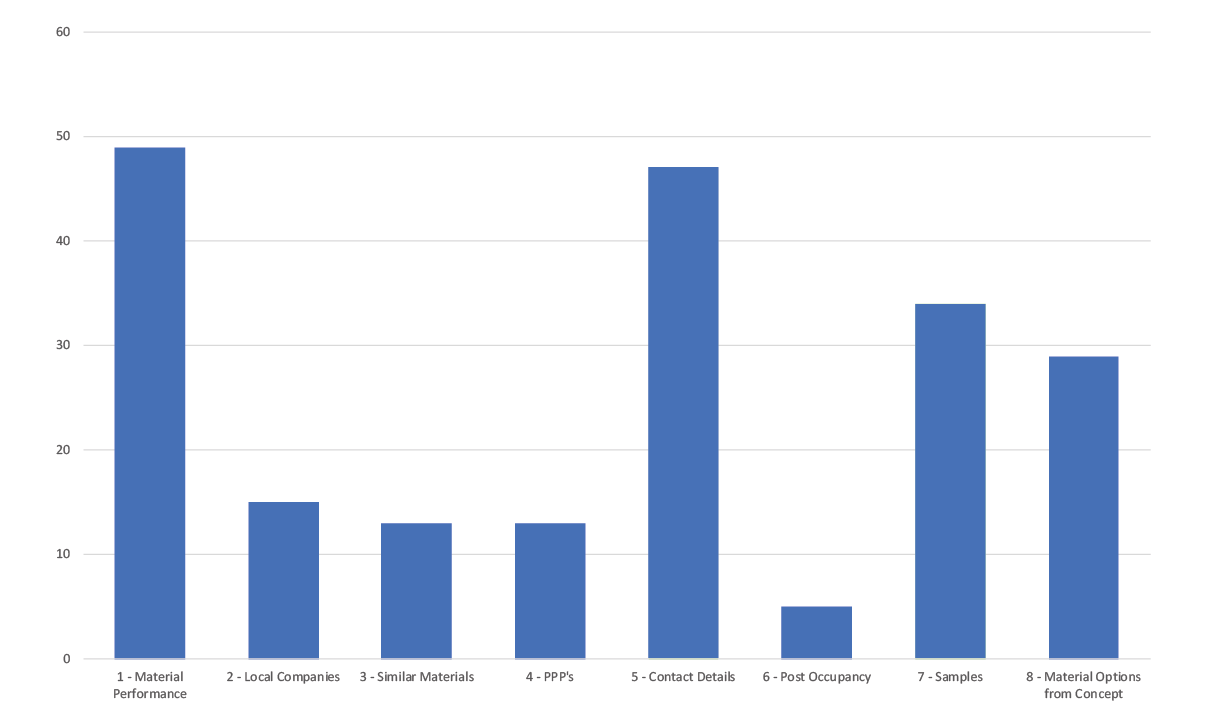 60
50
40
30
20
10
0
1 - Material
Performance
2 - Local Companies
3 - Similar Materials
4 - PPP's
5 - Contact Details
6 - Post Occupancy
7 - Samples
8 - Material Options
from Concept